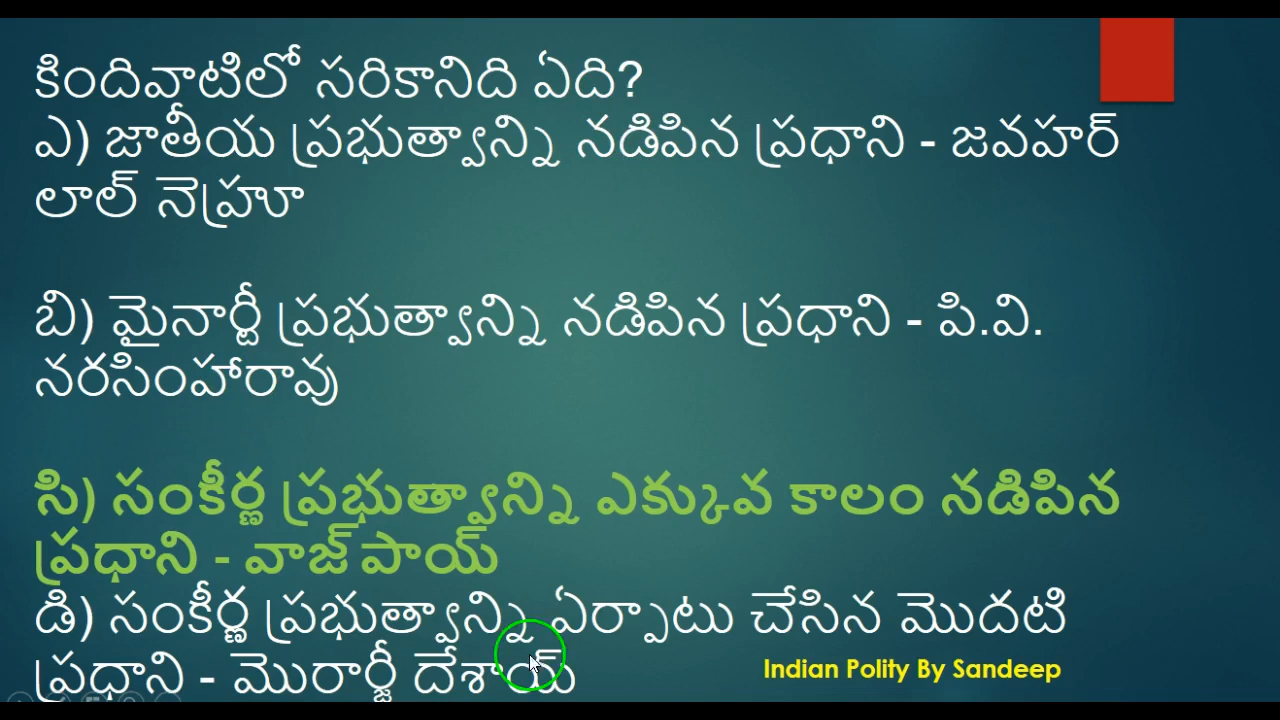 కిందివాటిలో సరికానిది ఏది?
ఎ) జాతీయ ప్రభుత్వాన్ని నడిపిన ప్రధాని - జవహర్
లాల్ నెహ్రూ
బి) మైనార్టీ ప్రభుత్వాన్ని నడిపిన ప్రధాని - పి.వి.
నరసింహారావు
సి) సంకీర్ణ ప్రభుత్వాన్ని ఎక్కువ కాలం నడిపిన
ప్రధాని - వాజ్‌పాయ్
డి) సంకీర్ణ ప్రభుత్వాన్ని ఏర్పాటు చేసిన మొదటి
ప్రధాని - మొరార్జీ దేశాయ్
Indian Polity By Sandeep